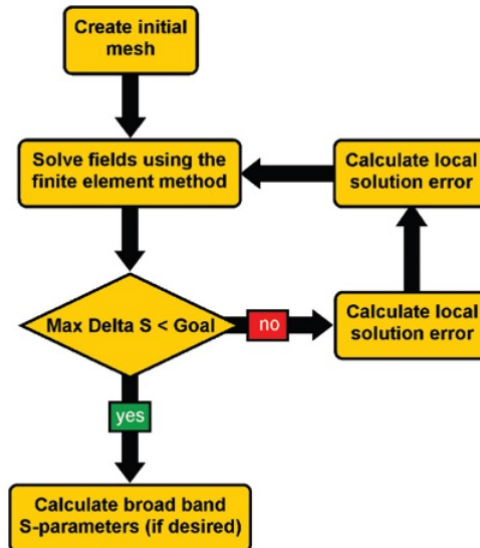 Create initial
mesh
Solve fields using the
finite element method
Calculate local
solution error
Max Delta S < Goal
no
Calculate local
solution error
yes
Calculate broad band
S-parameters (if desired)